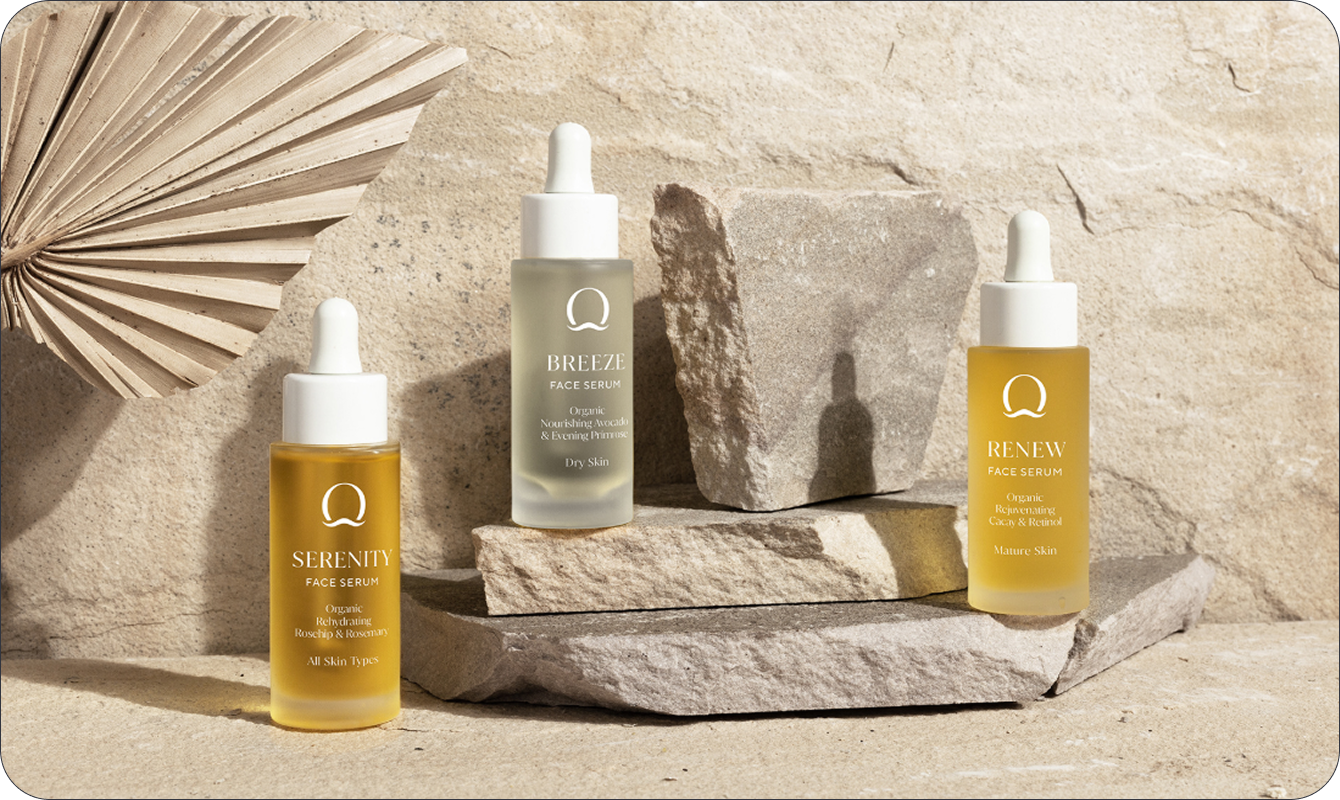 SERENITY
FACE SERUM
Organic
Rehydrating
Rosehip & Rosemary
All Skin Types
BREEZE
FACE SERUM
Organic
Nourishing Avocado
& Evening Primrose
Dry Skin
RENEW
FACE SERUM
Organic
Rejuvenating
Cacay & Retinol
Mature Skin